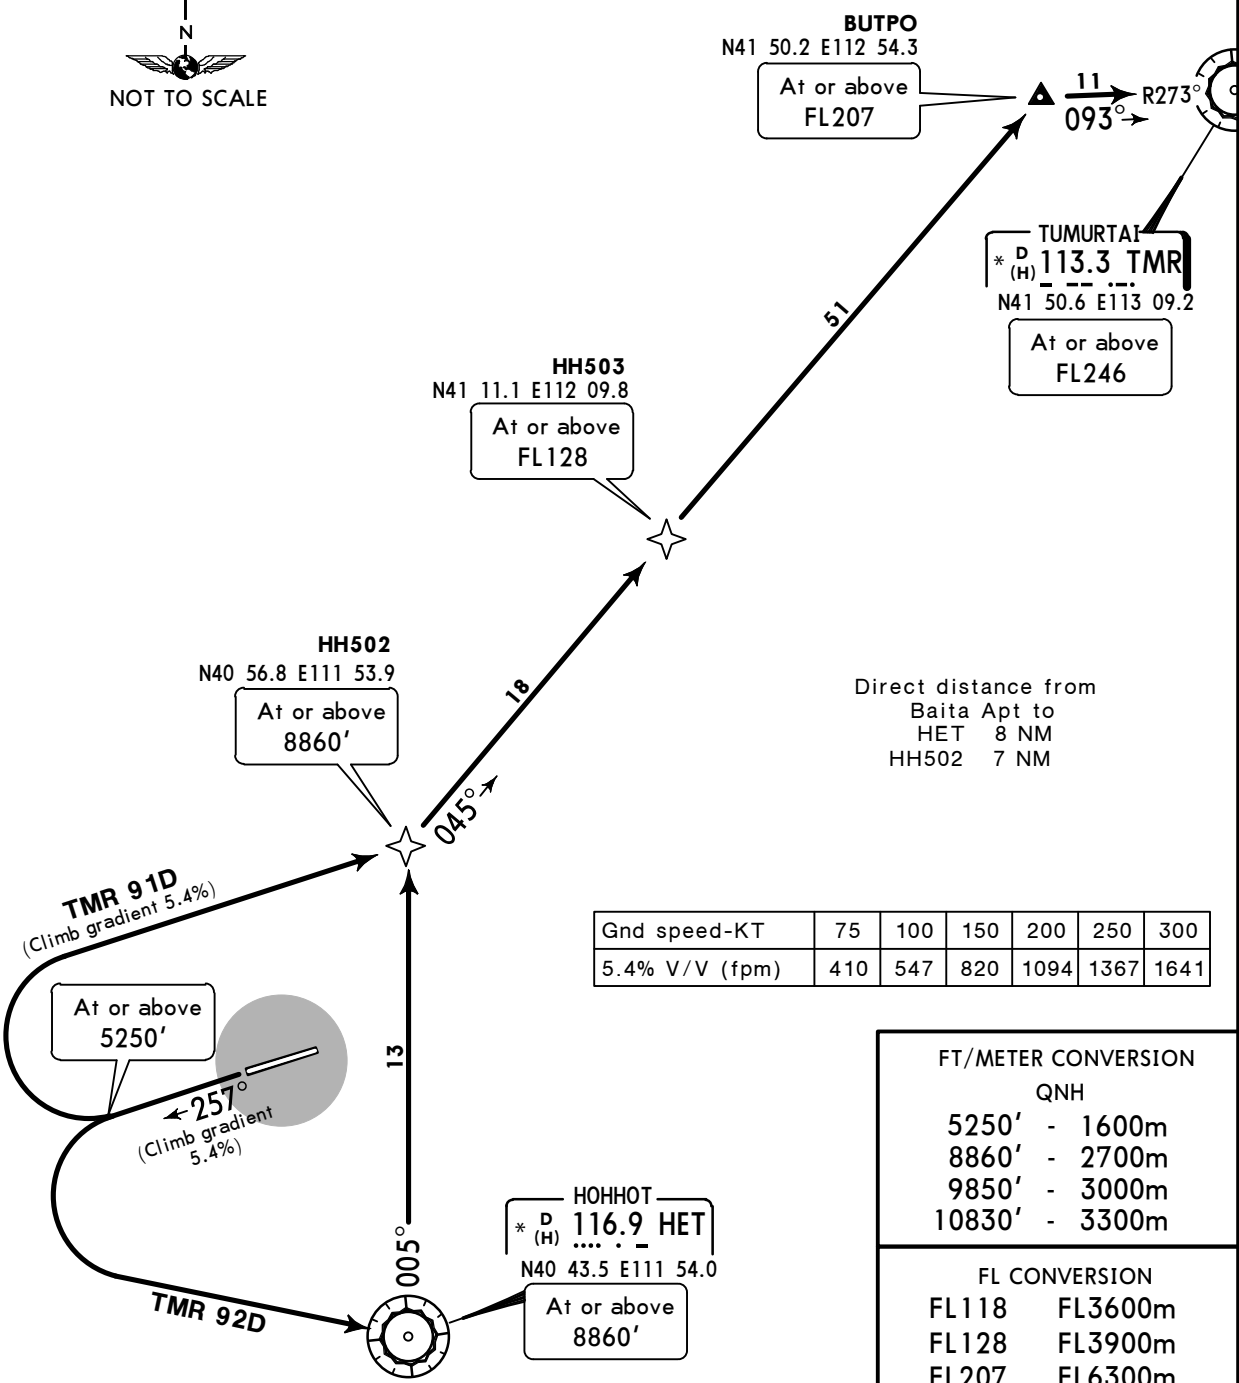 N
NOT TO SCALE
BUTPO
N41 50.2 E112 54.3
At or above
FL207
11
093°
R273°
TUMURTAI
* D (H) 113.3 TMR
N41 50.6 E113 09.2
At or above
FL246
51
HH503
N41 11.1 E112 09.8
At or above
FL128
18
HH502
N40 56.8 E111 53.9
At or above
8860'
045°
Direct distance from
Baita Apt to
HET 8 NM
HH502 7 NM
TMR 91D
(Climb gradient 5.4%)
Gnd speed-KT 75 100 150 200 250 300
5.4% V/V (fpm) 410 547 820 1094 1367 1641
At or above
5250'
257°
(Climb gradient
5.4%)
13
005°
TMR 92D
HOHHOT
* D (H) 116.9 HET
N40 43.5 E111 54.0
At or above
8860'
FT/METER CONVERSION
QNH
5250' - 1600m
8860' - 2700m
9850' - 3000m
10830' - 3300m
FL CONVERSION
FL118 FL3600m
FL128 FL3900m
FL207 FL6300m